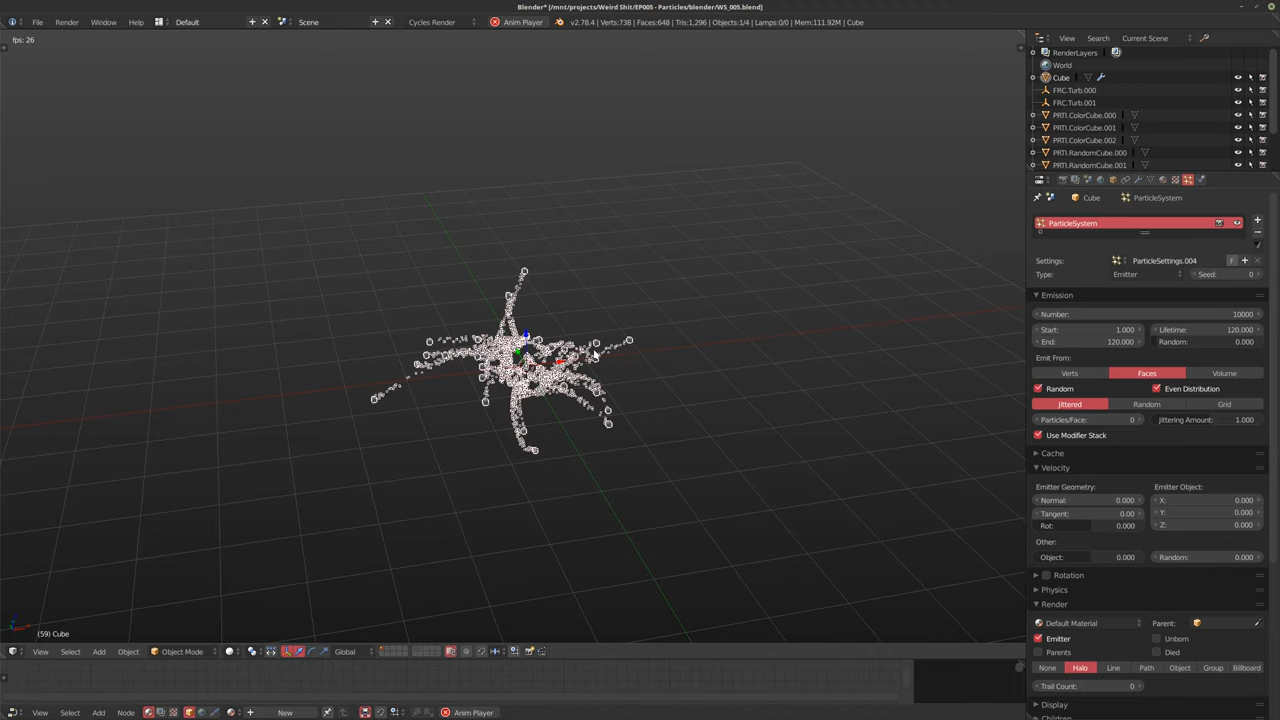 Blender* [/mnt/projects/Weird Shit/EP005 - Particles/blender/WS_005.blend]
File Render Window Help Default Scene Cycles Render Anim Player v2.78.4 | Verts:738 | Faces:648 | Tris:1,296 | Objects:1/4 | Lamps:0/0 | Mem:111.92M | Cube
fps: 26
View Search Current Scene
RenderLayers
World
Cube
FRC.Turb.000
FRC.Turb.001
PRTl.ColorCube.000
PRTl.ColorCube.001
PRTl.ColorCube.002
PRTl.RandomCube.000
PRTl.RandomCube.001
Cube ParticleSystem
ParticleSystem
Settings: ParticleSettings.004 F
Type: Emitter Seed: 0
Emission
Number: 10000
Start: 1.000 Lifetime: 120.000
End: 120.000 Random: 0.000
Emit From:
Verts Faces Volume
Random Even Distribution
Jittered Random Grid
Particles/Face: 0 Jittering Amount: 1.000
Use Modifier Stack
Cache
Velocity
Emitter Geometry: Emitter Object:
Normal: 0.000 X: 0.000
Tangent: 0.00 Y: 0.000
Rot: 0.000 Z: 0.000
Other:
Object: 0.000 Random: 0.000
Rotation
Physics
Render
Default Material Parent:
Emitter Unborn
Parents Died
None Halo Line Path Object Group Billboard
Trail Count: 0
Display
(59) Cube
View Select Add Object Object Mode Global
View Select Add Node New Anim Player